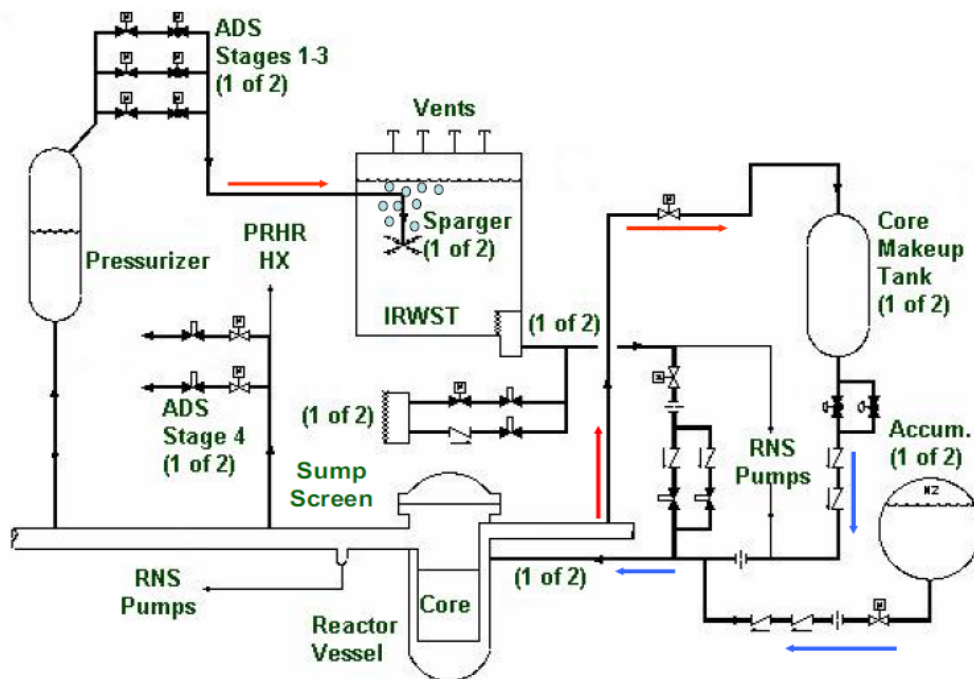 ADS
Stages 1-3
(1 of 2)
Vents
Sparger
(1 of 2)
PRHR
HX
Pressurizer
IRWST
(1 of 2)
Core
Makeup
Tank
(1 of 2)
ADS
Stage 4
(1 of 2)
(1 of 2)
RNS
Pumps
Accum.
(1 of 2)
N2
Sump
Screen
(1 of 2)
RNS
Pumps
Core
Reactor
Vessel